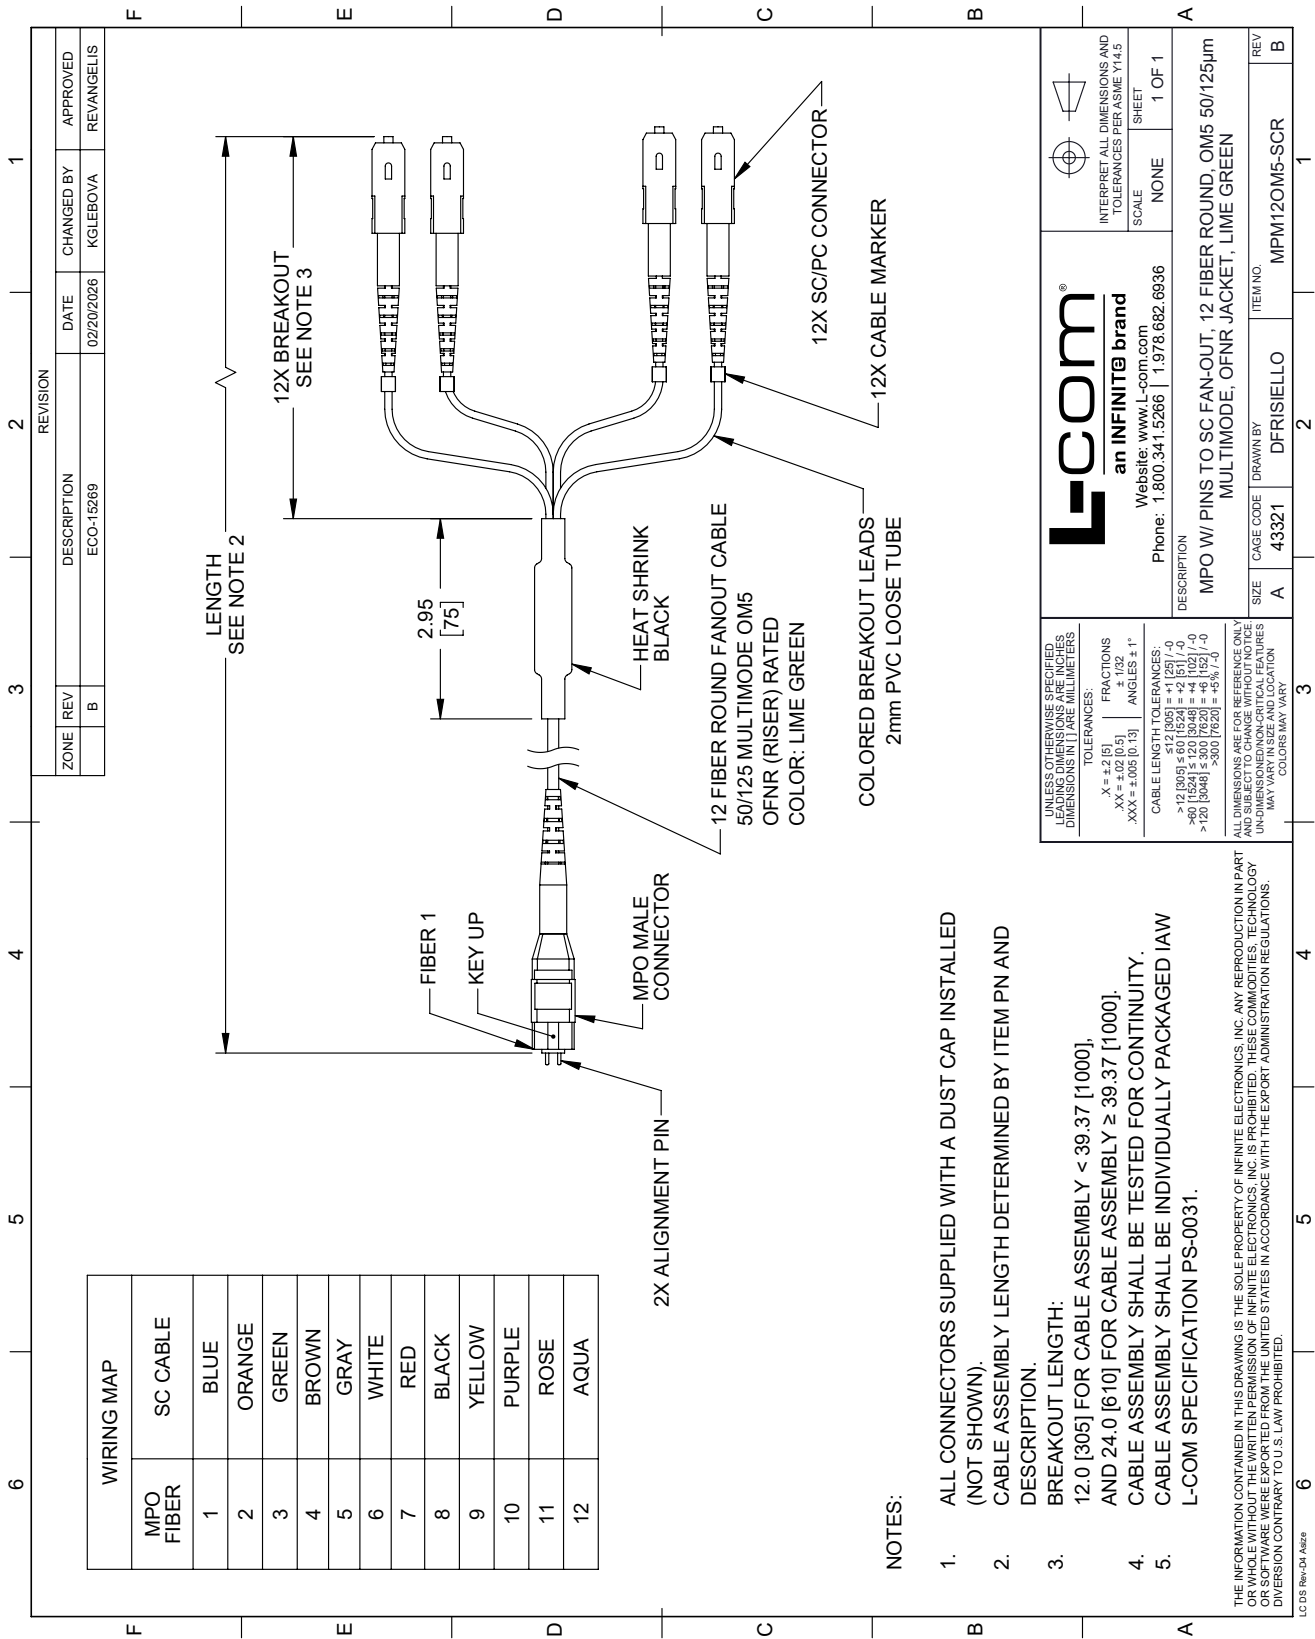 6
5
4
3
2
1
F
E
D
C
B
A
REVISION
ZONE
REV
DESCRIPTION
DATE
CHANGED BY
APPROVED
B
ECO-15269
02/20/2026
KGLEBOVA
REVANGELIS
WIRING MAP
MPO
FIBER
SC CABLE
1 BLUE
2 ORANGE
3 GREEN
4 BROWN
5 GRAY
6 WHITE
7 RED
8 BLACK
9 YELLOW
10 PURPLE
11 ROSE
12 AQUA
LENGTH
SEE NOTE 2
12X BREAKOUT
SEE NOTE 3
2.95
[75]
FIBER 1
KEY UP
2X ALIGNMENT PIN
MPO MALE
CONNECTOR
HEAT SHRINK
BLACK
12 FIBER ROUND FANOUT CABLE
50/125 MULTIMODE OM5
OFNR (RISER) RATED
COLOR: LIME GREEN
12X SC/PC CONNECTOR
12X CABLE MARKER
COLORED BREAKOUT LEADS
2mm PVC LOOSE TUBE
NOTES:
1. ALL CONNECTORS SUPPLIED WITH A DUST CAP INSTALLED
(NOT SHOWN).
2. CABLE ASSEMBLY LENGTH DETERMINED BY ITEM PN AND
DESCRIPTION.
3. BREAKOUT LENGTH:
12.0 [305] FOR CABLE ASSEMBLY < 39.37 [1000],
AND 24.0 [610] FOR CABLE ASSEMBLY ≥ 39.37 [1000].
4. CABLE ASSEMBLY SHALL BE TESTED FOR CONTINUITY.
5. CABLE ASSEMBLY SHALL BE INDIVIDUALLY PACKAGED IAW
L-COM SPECIFICATION PS-0031.
THE INFORMATION CONTAINED IN THIS DRAWING IS THE SOLE PROPERTY OF INFINITE ELECTRONICS, INC. ANY REPRODUCTION IN PART
OR WHOLE WITHOUT THE WRITTEN PERMISSION OF INFINITE ELECTRONICS, INC. IS PROHIBITED. THESE COMMODITIES, TECHNOLOGY
OR SOFTWARE WERE EXPORTED FROM THE UNITED STATES IN ACCORDANCE WITH THE EXPORT ADMINISTRATION REGULATIONS.
DIVERSION CONTRARY TO U.S. LAW PROHIBITED.
UNLESS OTHERWISE SPECIFIED
LEADING DIMENSIONS ARE INCHES
DIMENSIONS IN [ ] ARE MILLIMETERS
TOLERANCES:
.X = ±.2 [5]
.XX = ±.02 [0.5]
.XXX = ±.005 [0.13]
FRACTIONS
± 1/32
ANGLES ± 1°
CABLE LENGTH TOLERANCES:
≤12 [305] = +1 [25] / -0
>12 [305] ≤ 60 [1524] = +2 [51] / -0
>60 [1524] ≤ 120 [3048] = +4 [102] / -0
>120 [3048] ≤ 300 [7620] = +6 [152] / -0
>300 [7620] = +5% / -0
ALL DIMENSIONS ARE FOR REFERENCE ONLY
AND SUBJECT TO CHANGE WITHOUT NOTICE.
UN-DIMENSIONED/NON-CRITICAL FEATURES
MAY VARY IN SIZE AND LOCATION
COLORS MAY VARY
L-com®
an INFINITE brand
Website: www.L-com.com
Phone: 1.800.341.5266 | 1.978.682.6936
INTERPRET ALL DIMENSIONS AND
TOLERANCES PER ASME Y14.5
SCALE
NONE
SHEET
1 OF 1
DESCRIPTION
MPO W/ PINS TO SC FAN-OUT, 12 FIBER ROUND, OM5 50/125µm
MULTIMODE, OFNR JACKET, LIME GREEN
SIZE
A
CAGE CODE
43321
DRAWN BY
DFRISIELLO
ITEM NO.
MPM12OM5-SCR
REV
B
F
E
D
C
B
A
6
5
4
3
2
1
LC DS Rev-D4 Asize